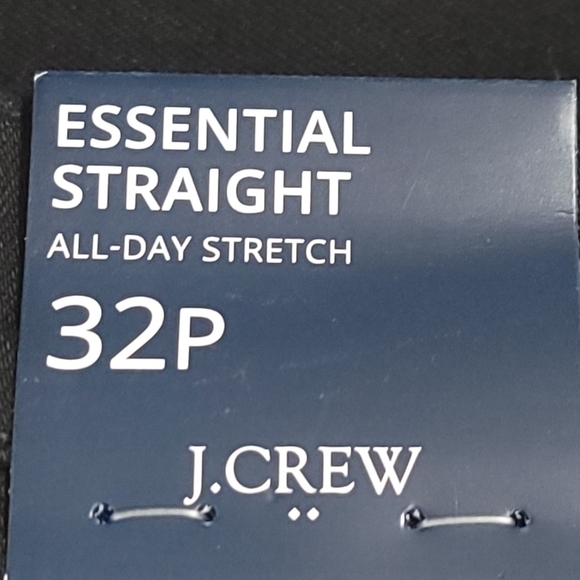 ESSENTIAL
STRAIGHT
ALL-DAY STRETCH
32P
J.CREW